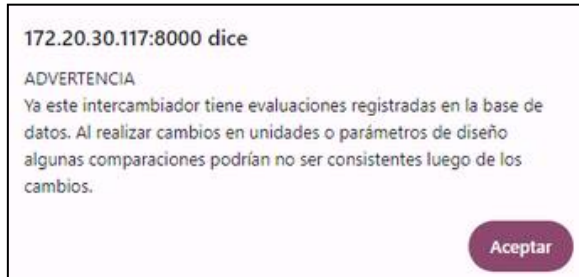 172.20.30.117:8000 dice
ADVERTENCIA
Ya este intercambiador tiene evaluaciones registradas en la base de
datos. Al realizar cambios en unidades o parámetros de diseño
algunas comparaciones podrían no ser consistentes luego de los
cambios.
Aceptar